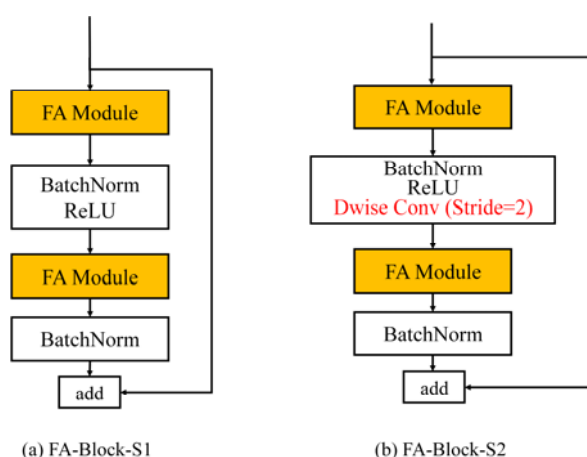 FA Module
BatchNorm
ReLU
FA Module
BatchNorm
add
(a) FA-Block-S1
FA Module
BatchNorm
ReLU
Dwise Conv (Stride=2)
FA Module
BatchNorm
add
(b) FA-Block-S2